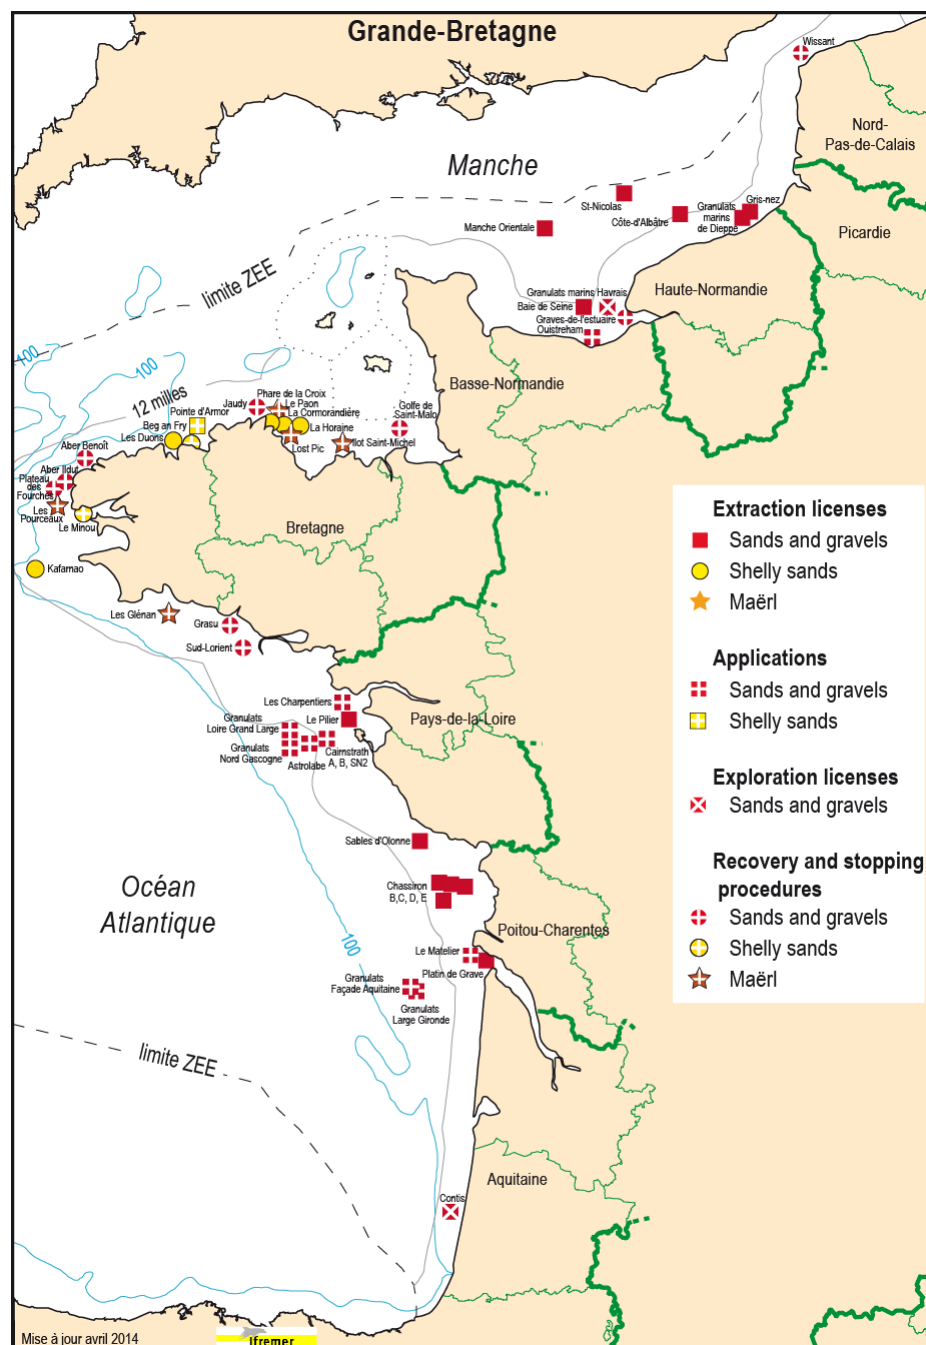 Grande-Bretagne
Wissant
Nord-
Pas-de-Calais
Manche
St-Nicolas
Gris-nez
Granulats
marins
de Dieppe
Côte-d'Albâtre
Manche Orientale
Picardie
limite ZEE
Haute-Normandie
Granulats marins Havrais
Baie de Seine
Graves-de-l'estuaire
Ouistreham
100
100
12 milles
Basse-Normandie
Phare de la Croix
Le Paon
Jaudy
La Cormorandière
Golfe de
Saint-Malo
Pointe d'Armor
Beg an Fry
La Horaine
Les Duons
Lost Pic
Ilot Saint-Michel
Aber Benoît
Aber Ildut
Plateau
des
Fourches
Les
Pourceaux
Le Minou
Bretagne
Kafarnao
Les Glénan
Grasu
Sud-Lorient
Les Charpentiers
Le Pilier
Pays-de-la-Loire
Granulats
Loire Grand Large
Granulats
Nord Gascogne
Astrolabe
Cairnstrath
A, B, SN2
Sables d'Olonne
Océan
Atlantique
Chassiron
B,C, D, E
Poitou-Charentes
100
Le Matelier
Platin de Grave
Granulats
Façade Aquitaine
Granulats
Large Gironde
limite ZEE
Aquitaine
Contis
Extraction licenses
Sands and gravels
Shelly sands
Maërl
Applications
Sands and gravels
Shelly sands
Exploration licenses
Sands and gravels
Recovery and stopping
procedures
Sands and gravels
Shelly sands
Maërl
Mise à jour avril 2014
Ifremer